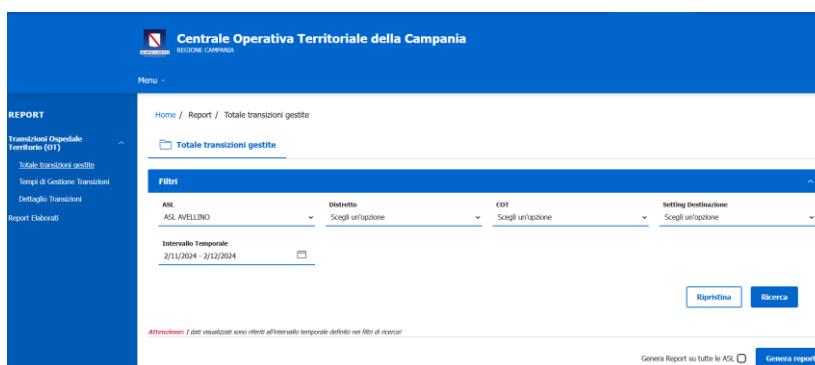 Centrale Operativa Territoriale della Campania
REGIONE CAMPANIA
Menu
REPORT
Transizioni Ospedale
Territorio (OT)
Totale transizioni gestite
Tempi di Gestione Transizioni
Dettaglio Transizioni
Report Elaborati
Home / Report / Totale transizioni gestite
Totale transizioni gestite
Filtri
ASL Distretto COT Setting Destinazione
ASL AVELLINO Scegli un'opzione Scegli un'opzione Scegli un'opzione
Intervallo Temporale
2/11/2024 - 2/12/2024
Ripristina Ricerca
Attenzione! I dati visualizzati sono riferiti all'intervallo temporale definito nei filtri di ricerca!
Genera Report su tutte le ASL Genera report